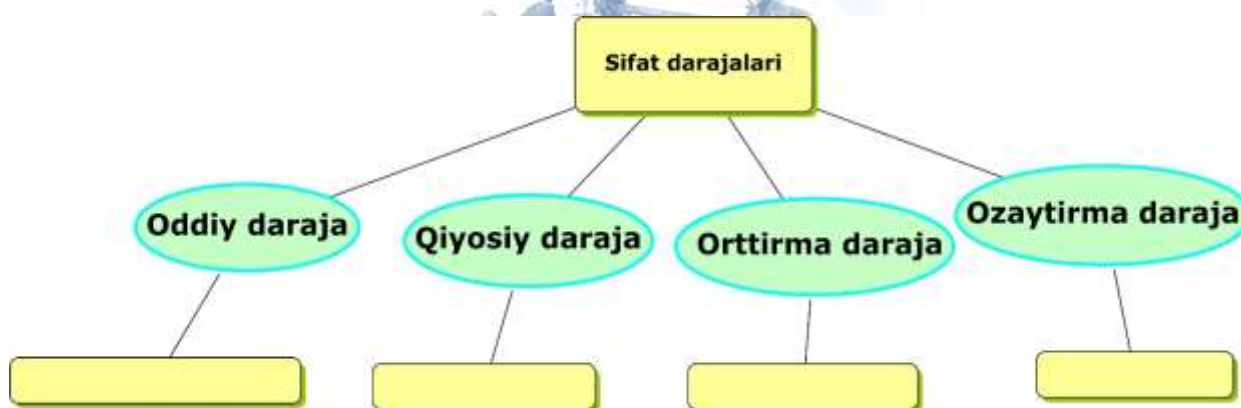 Sifat darajalari
Oddiy daraja
Qiyosiy daraja
Orttirma daraja
Ozaytirma daraja